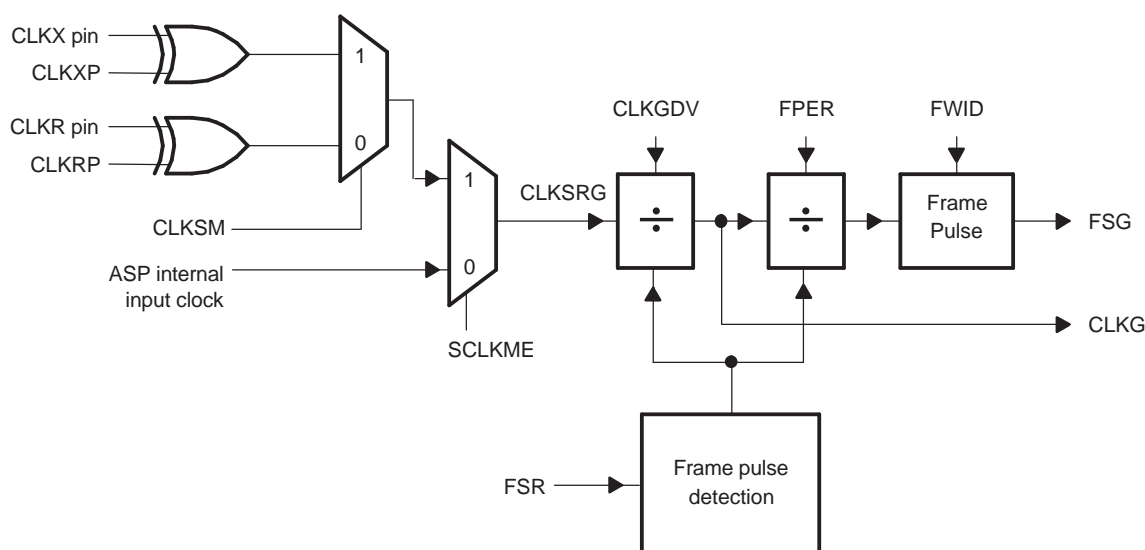 CLKX pin
CLKXP
CLKR pin
CLKRP
1
0
CLKSM
ASP internal
input clock
1
0
SCLKME
CLKSRG
CLKGDV
÷
FPER
÷
FWID
Frame
Pulse
FSG
CLKG
FSR
Frame pulse
detection